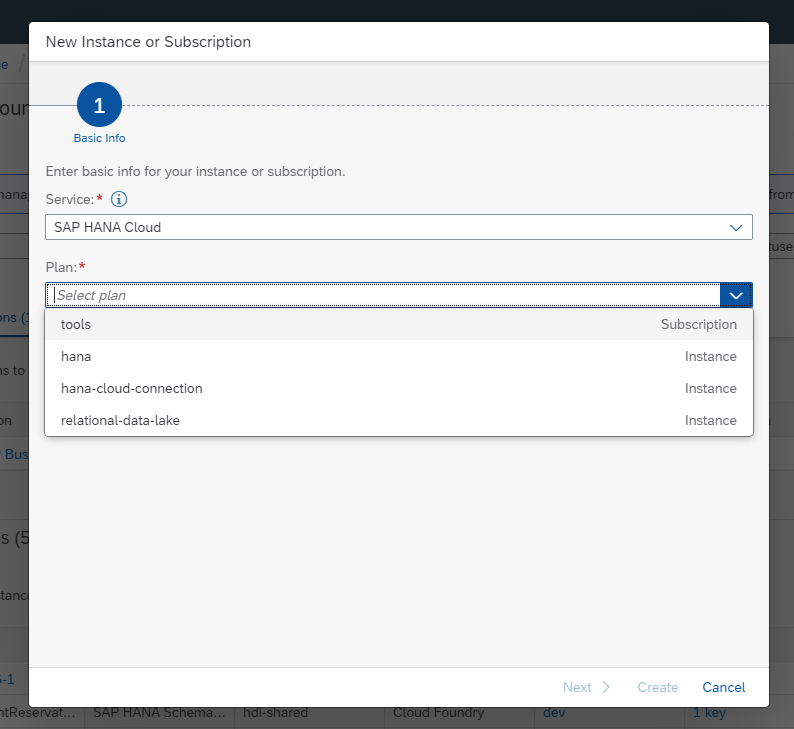 New Instance or Subscription
1
Basic Info
Enter basic info for your instance or subscription.
Service:*
SAP HANA Cloud
Plan:*
Select plan
tools Subscription
hana Instance
hana-cloud-connection Instance
relational-data-lake Instance
Next Create Cancel
ntReservat... SAP HANA Schema... hdi-shared Cloud Foundry dev 1 key